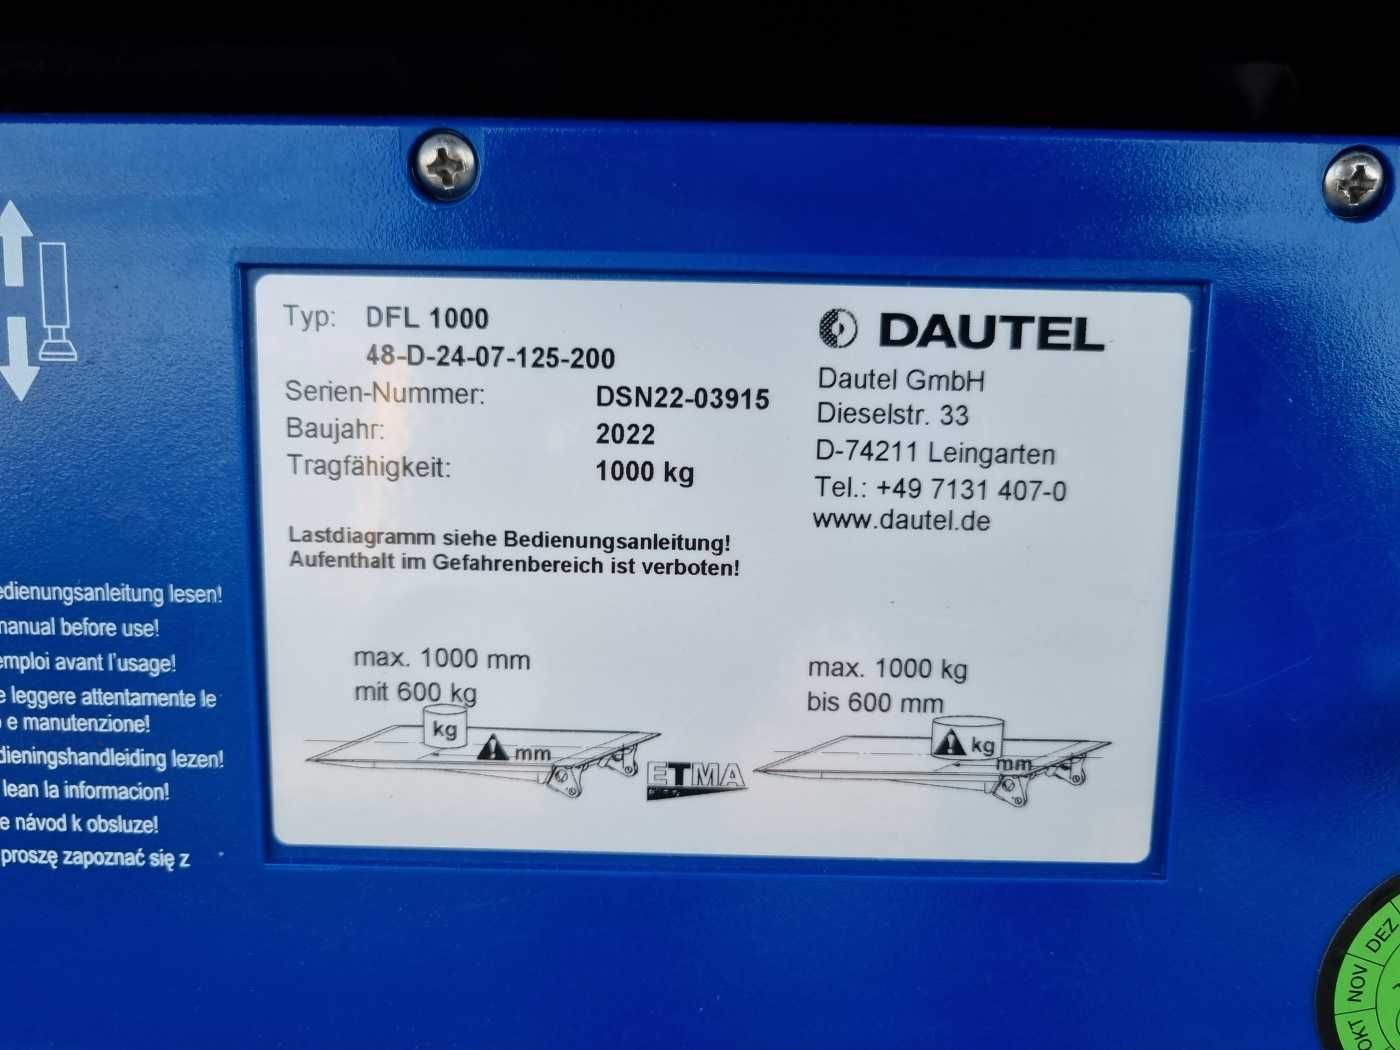 Typ: DFL 1000
48-D-24-07-125-200
Serien-Nummer: DSN22-03915
Baujahr: 2022
Tragfähigkeit: 1000 kg
Lastdiagramm siehe Bedienungsanleitung!
Aufenthalt im Gefahrenbereich ist verboten!
DAUTEL
Dautel GmbH
Dieselstr. 33
D-74211 Leingarten
Tel.: +49 7131 407-0
www.dautel.de
max. 1000 mm
mit 600 kg
kg
mm
ETMA
max. 1000 kg
bis 600 mm
kg
mm
edienungsanleitung lesen!
manual before use!
emploi avant l'usage!
e leggere attentamente le
e manutenzione!
dieningshandleiding lezen!
lean la informacion!
e návod k obsluze!
proszę zapoznać się z
DEZ
NOV
OKT